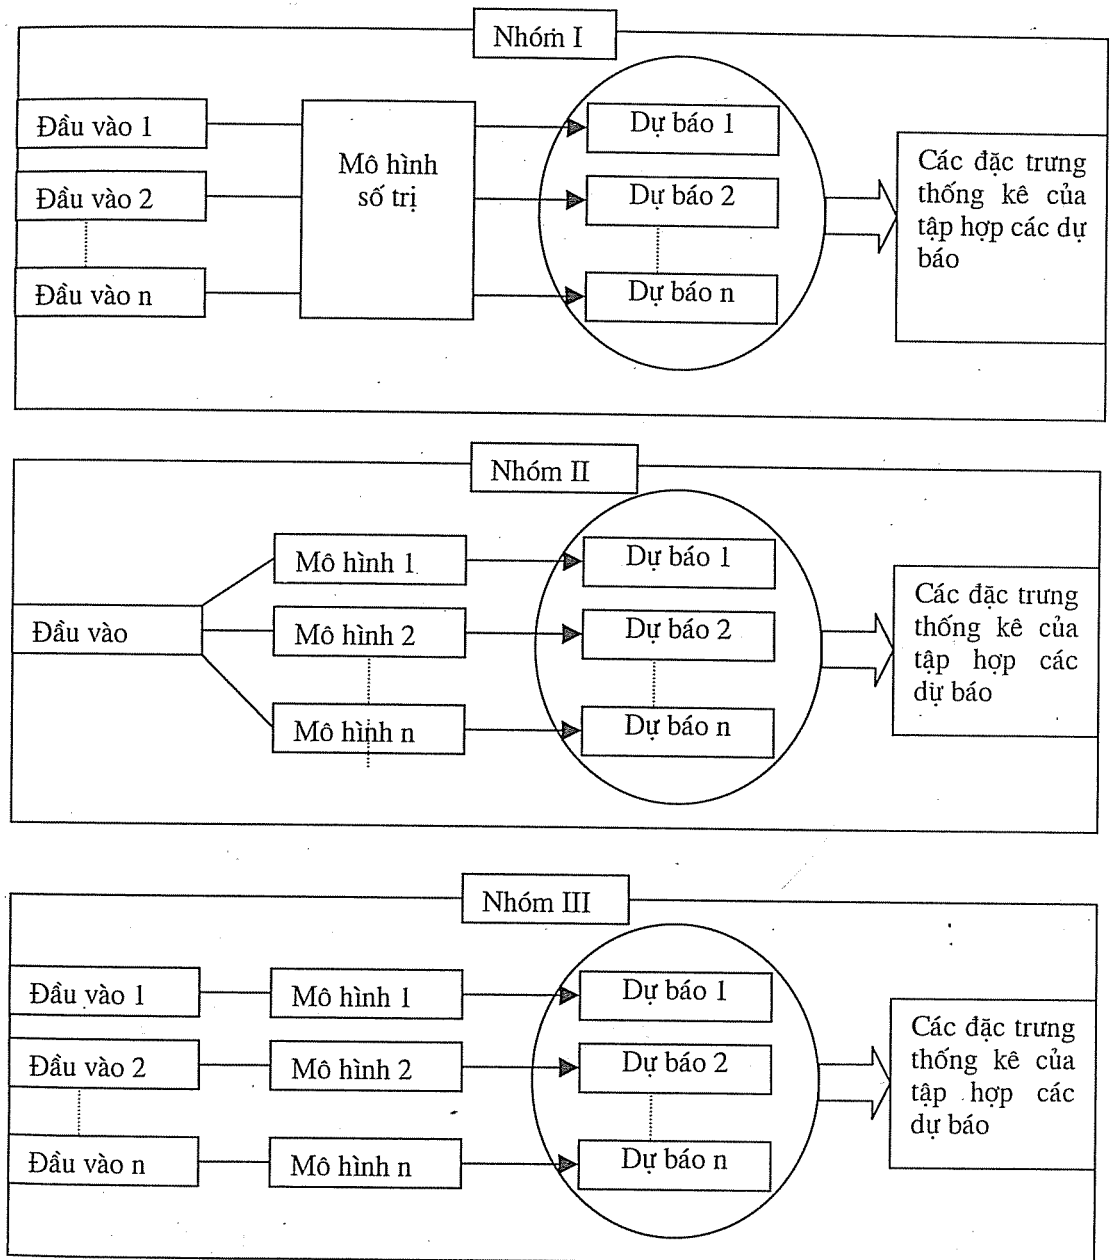 Nhóm I
Đầu vào 1
Đầu vào 2
Đầu vào n
Mô hình
số trị
Dự báo 1
Dự báo 2
Dự báo n
Các đặc trưng
thống kê của
tập hợp các dự
báo
Nhóm II
Đầu vào
Mô hình 1
Mô hình 2
Mô hình n
Dự báo 1
Dự báo 2
Dự báo n
Các đặc trưng
thống kê của
tập hợp các
dự báo
Nhóm III
Đầu vào 1
Đầu vào 2
Đầu vào n
Mô hình 1
Mô hình 2
Mô hình n
Dự báo 1
Dự báo 2
Dự báo n
Các đặc trưng
thống kê của
tập hợp các
dự báo